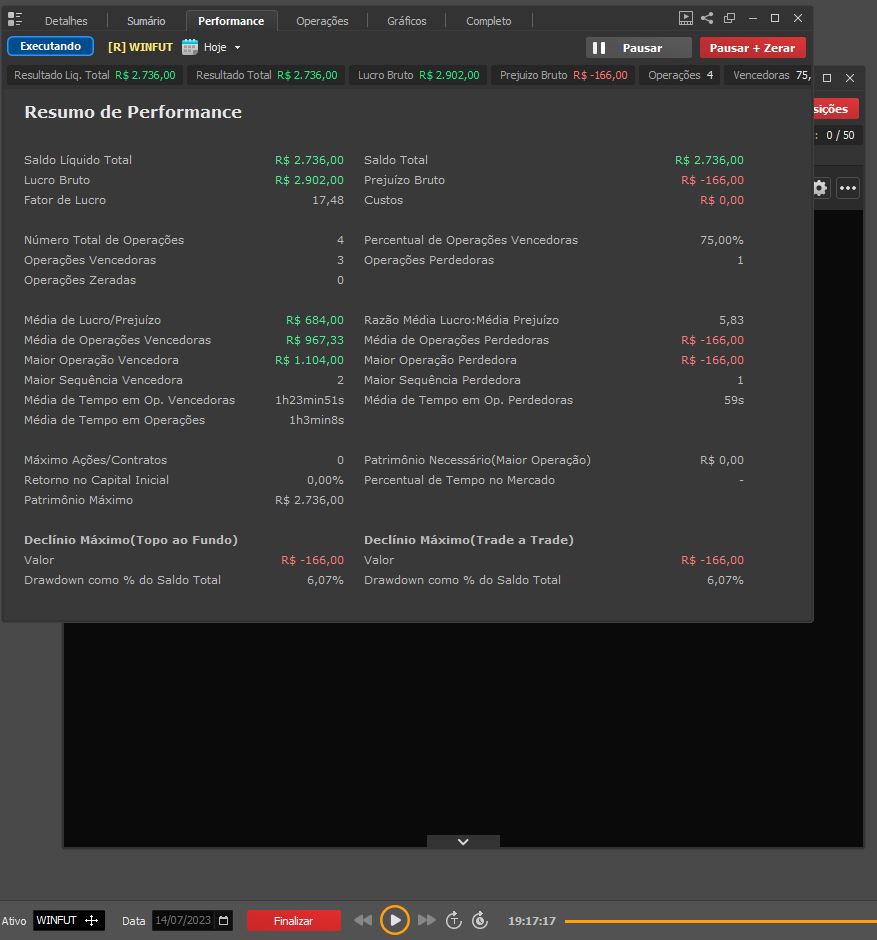 Detalhes Sumário Performance Operações Gráficos Completo
Executando [R] WINFUT Hoje Pausar Pausar + Zerar
Resultado Liq. Total R$ 2.736,00 Resultado Total R$ 2.736,00 Lucro Bruto R$ 2.902,00 Prejuizo Bruto R$ -166,00 Operações 4 Vencedoras 75,
sições
: 0 / 50
Resumo de Performance
Saldo Líquido Total R$ 2.736,00 Saldo Total R$ 2.736,00
Lucro Bruto R$ 2.902,00 Prejuízo Bruto R$ -166,00
Fator de Lucro 17,48 Custos R$ 0,00
Número Total de Operações 4 Percentual de Operações Vencedoras 75,00%
Operações Vencedoras 3 Operações Perdedoras 1
Operações Zeradas 0
Média de Lucro/Prejuízo R$ 684,00 Razão Média Lucro:Média Prejuízo 5,83
Média de Operações Vencedoras R$ 967,33 Média de Operações Perdedoras R$ -166,00
Maior Operação Vencedora R$ 1.104,00 Maior Operação Perdedora R$ -166,00
Maior Sequência Vencedora 2 Maior Sequência Perdedora 1
Média de Tempo em Op. Vencedoras 1h23min51s Média de Tempo em Op. Perdedoras 59s
Média de Tempo em Operações 1h3min8s
Máximo Ações/Contratos 0 Patrimônio Necessário(Maior Operação) R$ 0,00
Retorno no Capital Inicial 0,00% Percentual de Tempo no Mercado -
Patrimônio Máximo R$ 2.736,00
Declínio Máximo(Topo ao Fundo) Declínio Máximo(Trade a Trade)
Valor R$ -166,00 Valor R$ -166,00
Drawdown como % do Saldo Total 6,07% Drawdown como % do Saldo Total 6,07%
Ativo WINFUT Data 14/07/2023 Finalizar 19:17:17